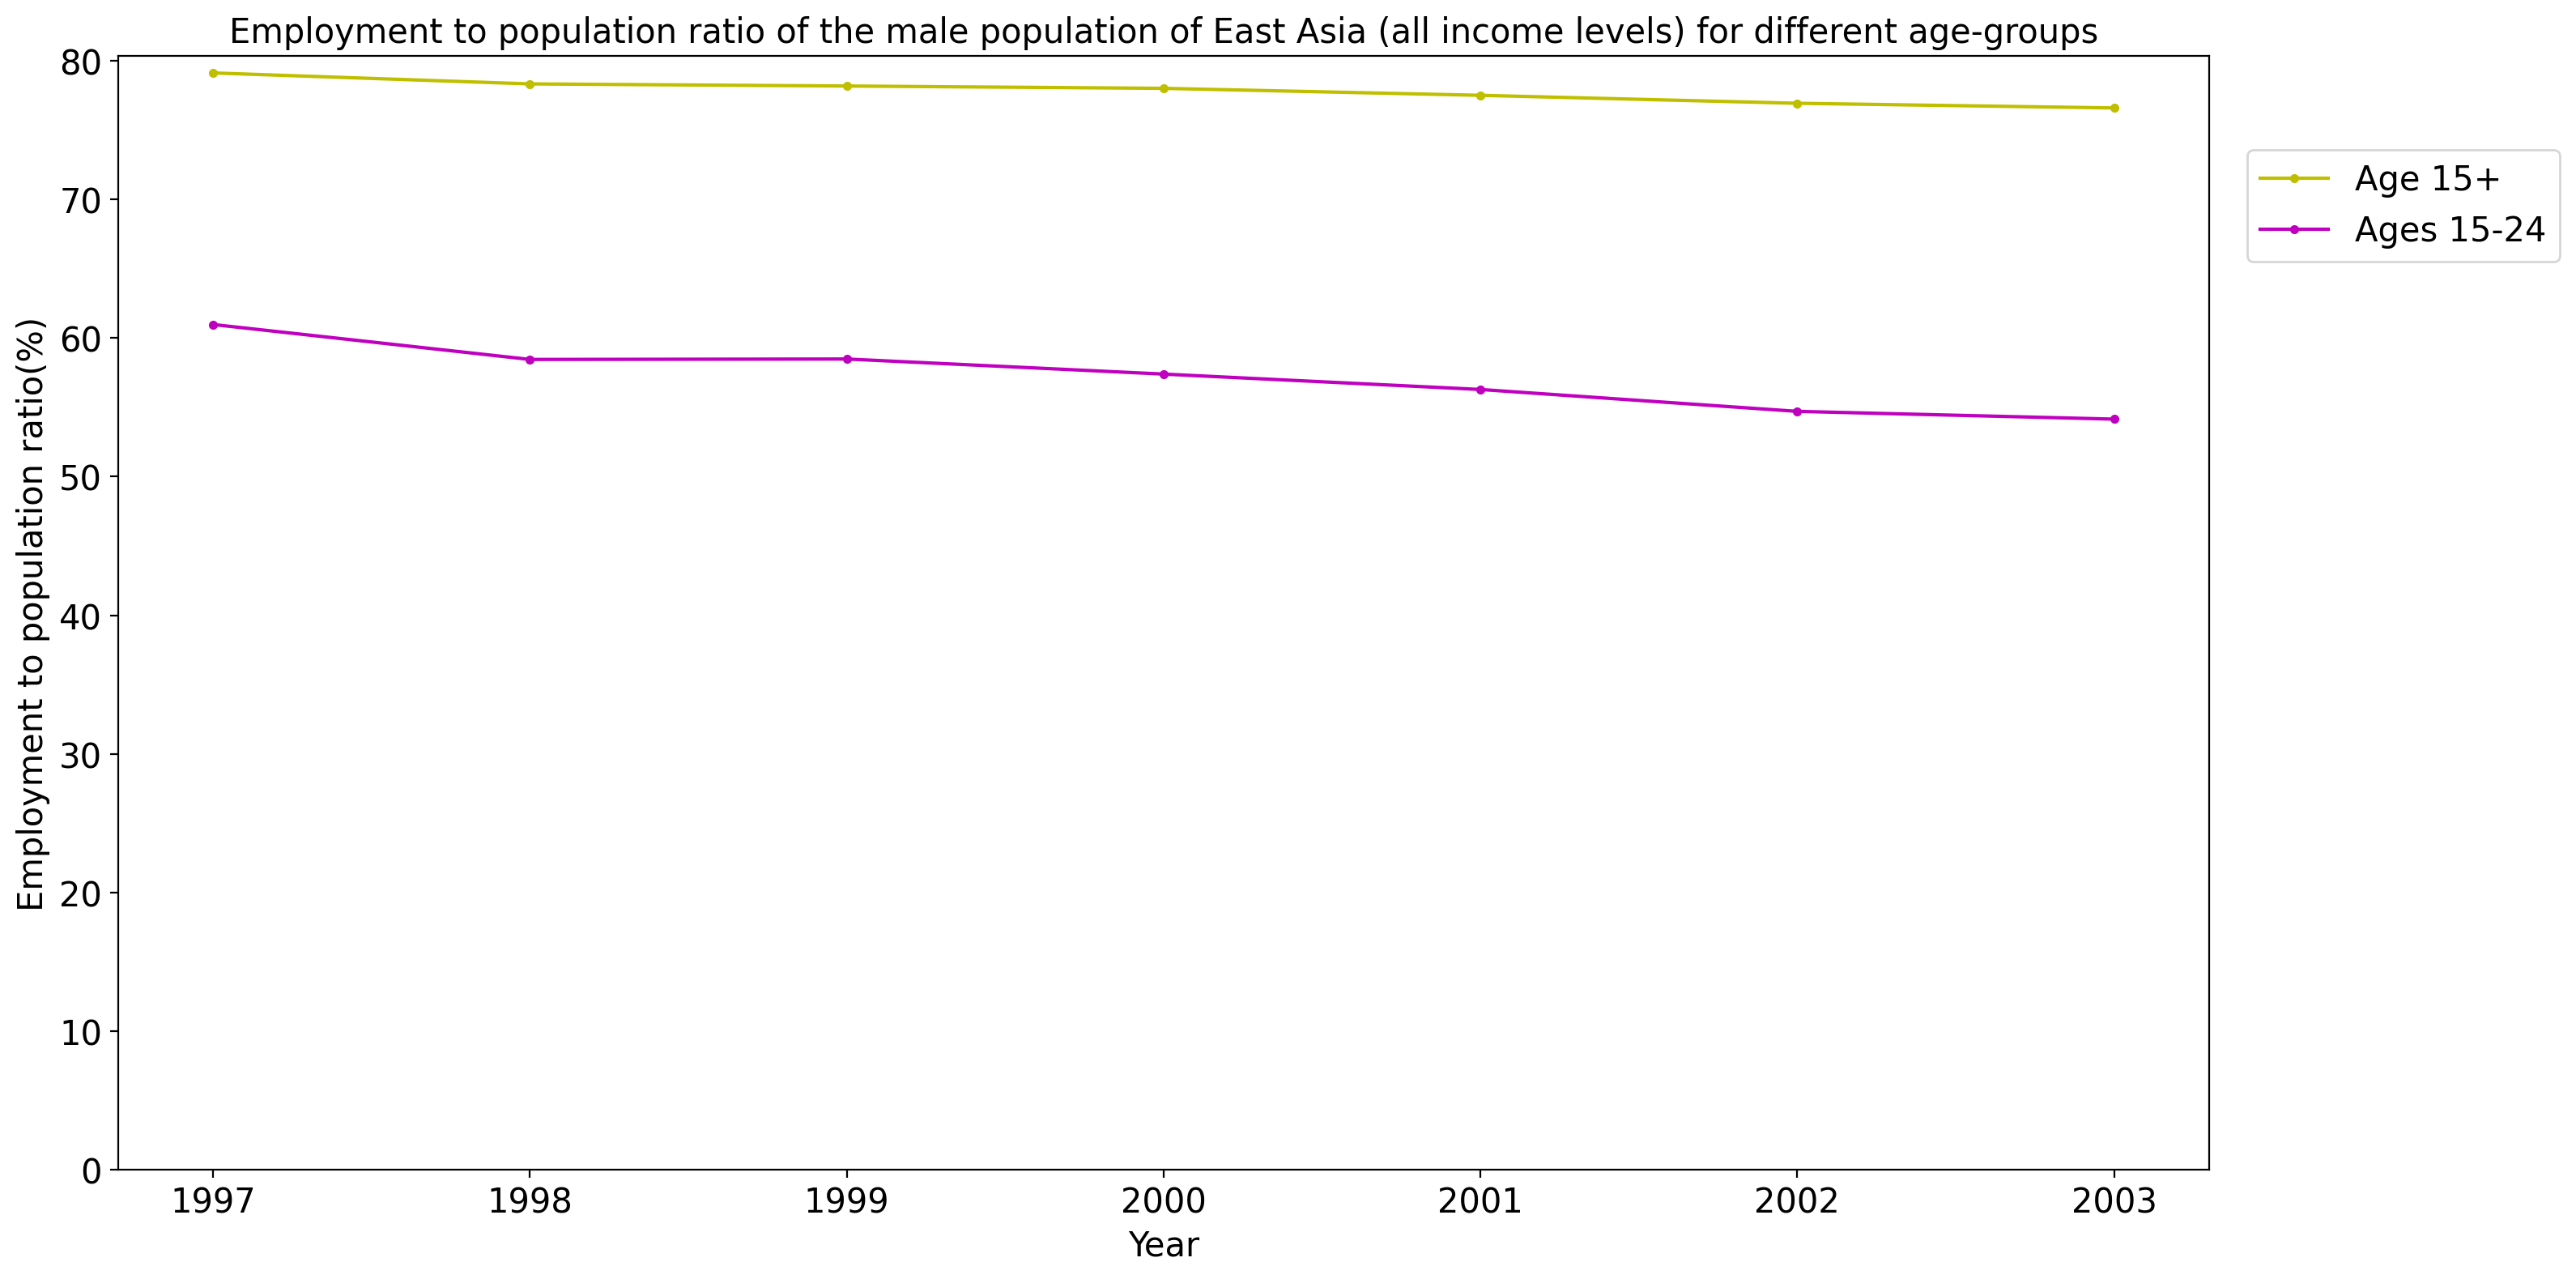 Employment to population ratio of the male population of East Asia (all income levels) for different age-groups
80
70
60
50
40
30
20
10
0
Employment to population ratio(%)
1997 1998 1999 2000 2001 2002 2003
Year
Age 15+
Ages 15-24